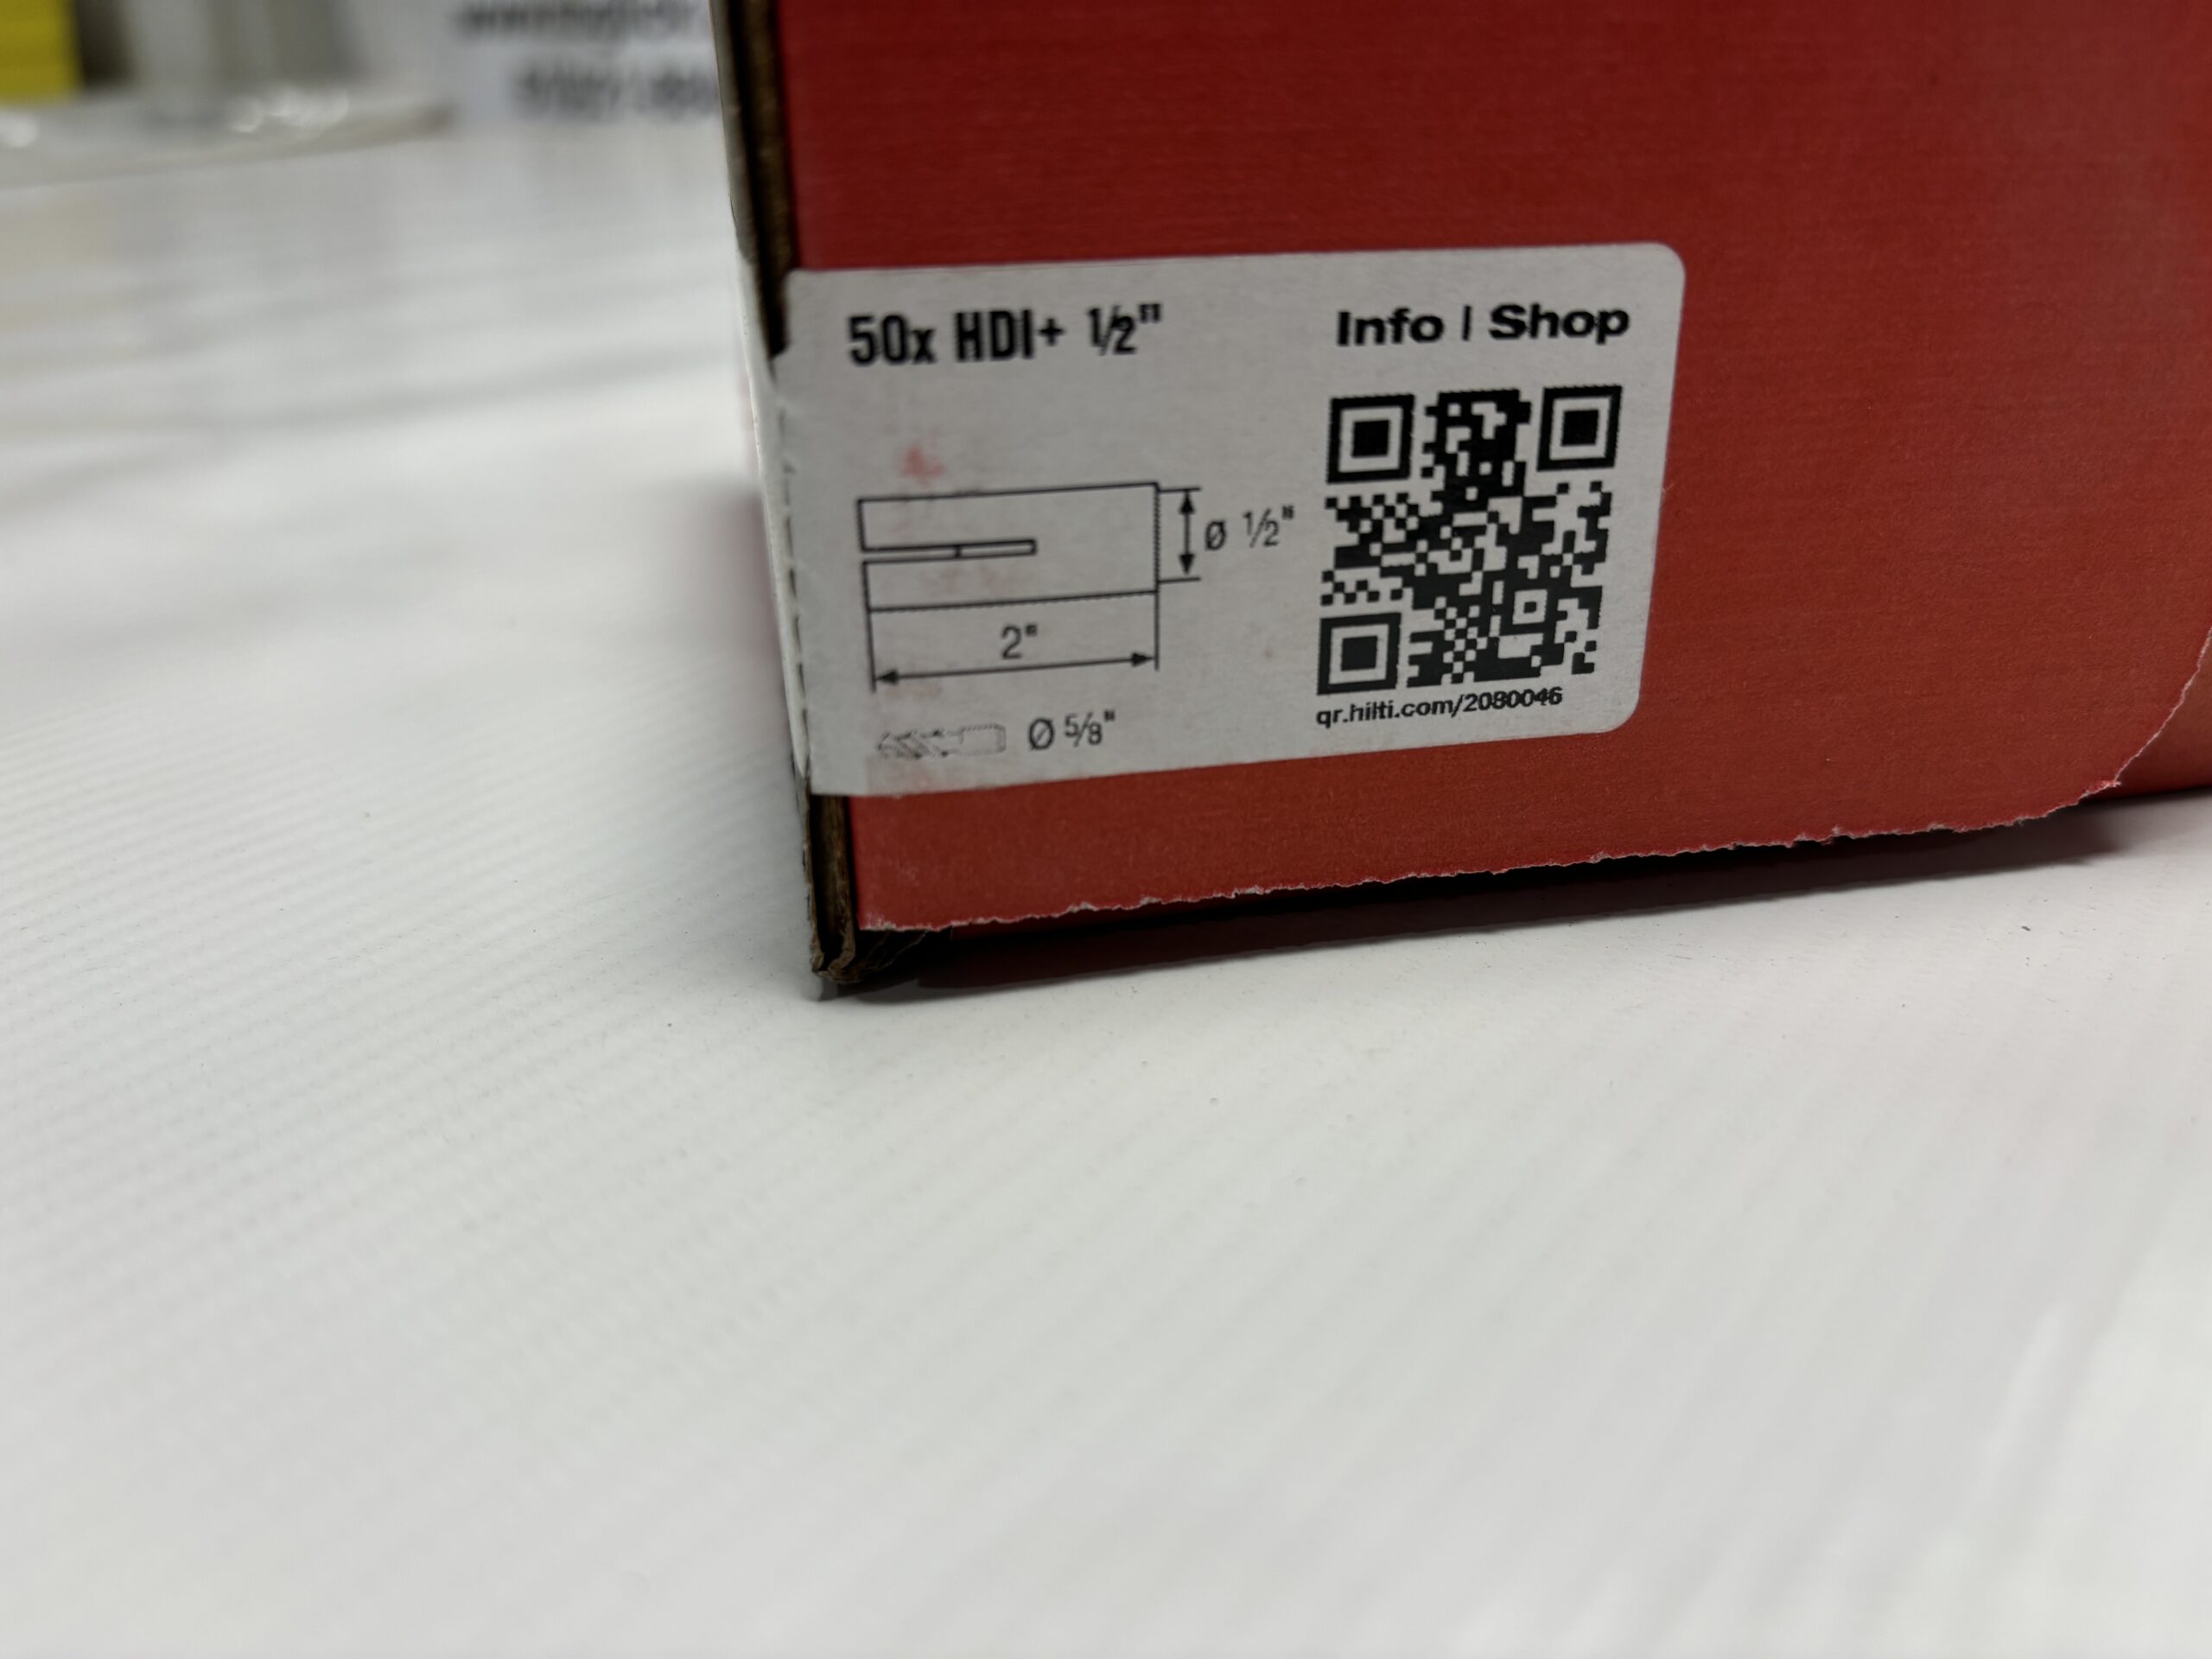 50x HDI+ 1/2"
Info | Shop
Ø 1/2"
2"
Ø 5/8"
qr.hilti.com/2080046